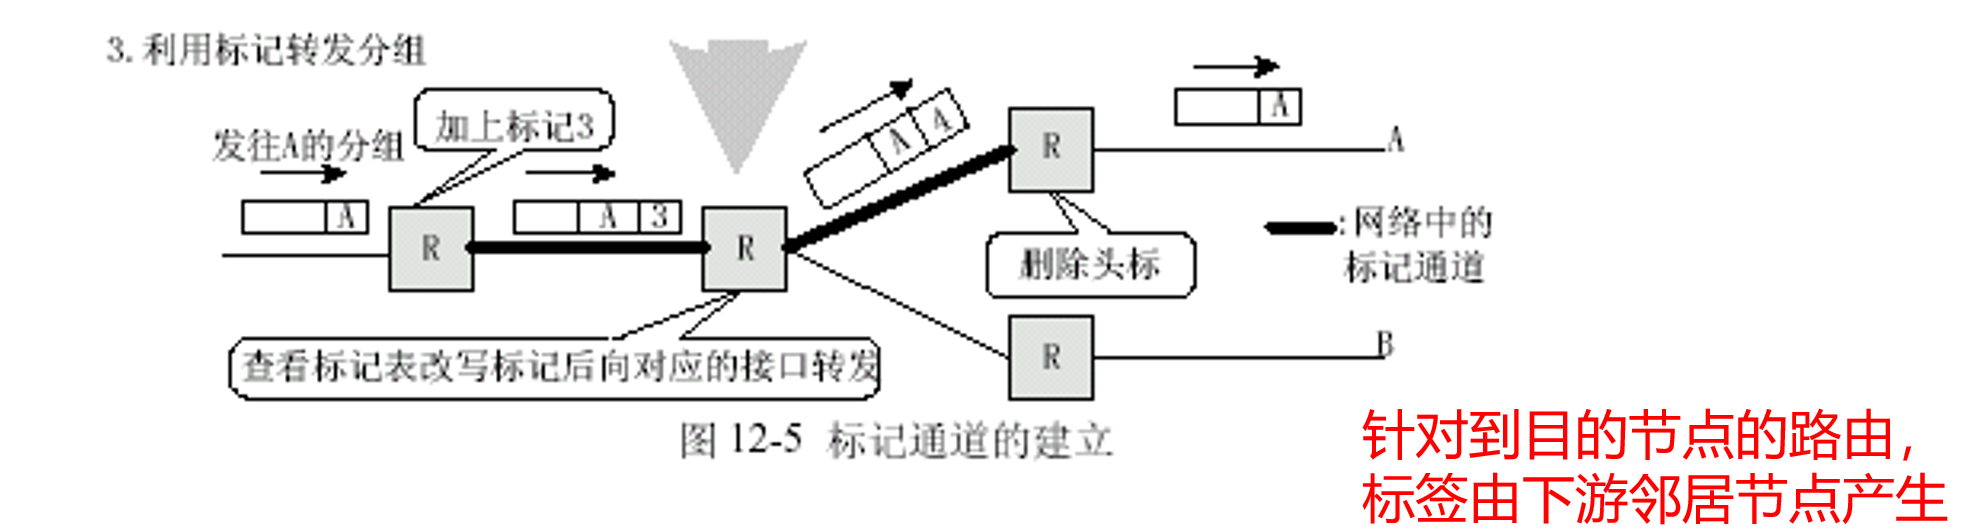 3.利用标记转发分组
加上标记3
发往A的分组
A
A 3
A 4
A
R
R
R
R
A
B
删除头标
:网络中的
标记通道
查看标记表改写标记后向对应的接口转发
图 12-5 标记通道的建立
针对到目的节点的路由，
标签由下游邻居节点产生